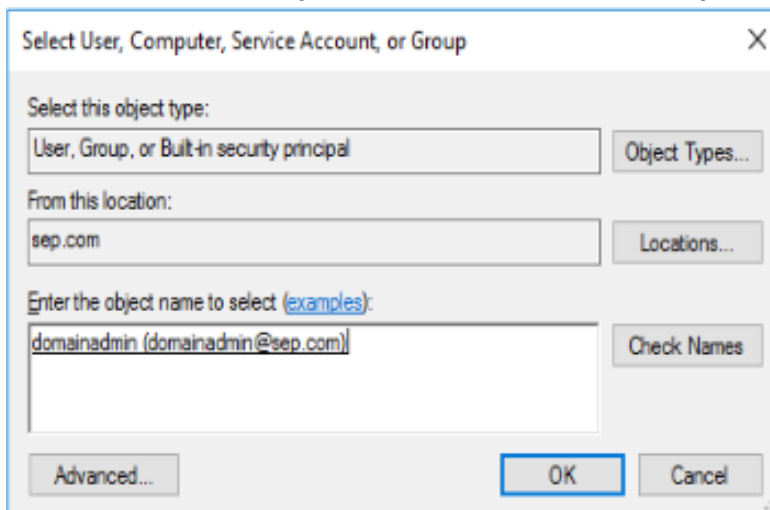 Select User, Computer, Service Account, or Group
Select this object type:
User, Group, or Built-in security principal
Object Types...
From this location:
sep.com
Locations...
Enter the object name to select (examples):
domainadmin (domainadmin@sep.com)
Check Names
Advanced...
OK
Cancel